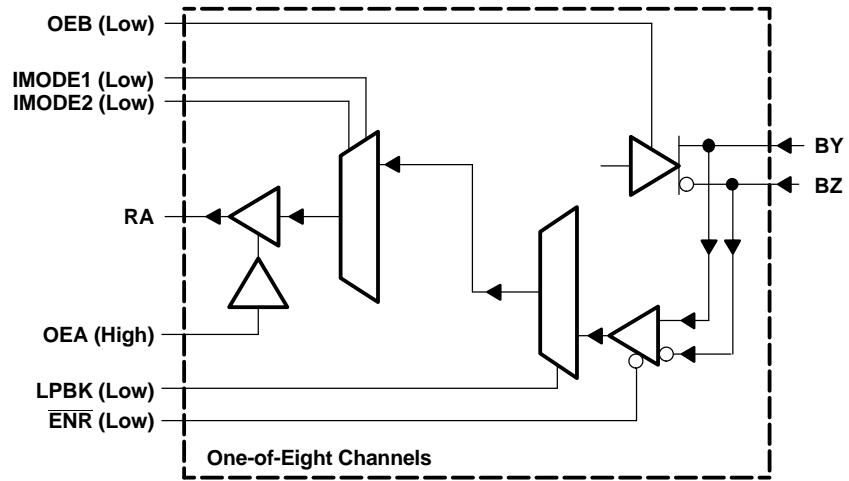 OEB (Low)
IMODE1 (Low)
IMODE2 (Low)
BY
BZ
RA
OEA (High)
LPBK (Low)
ENR (Low)
One-of-Eight Channels